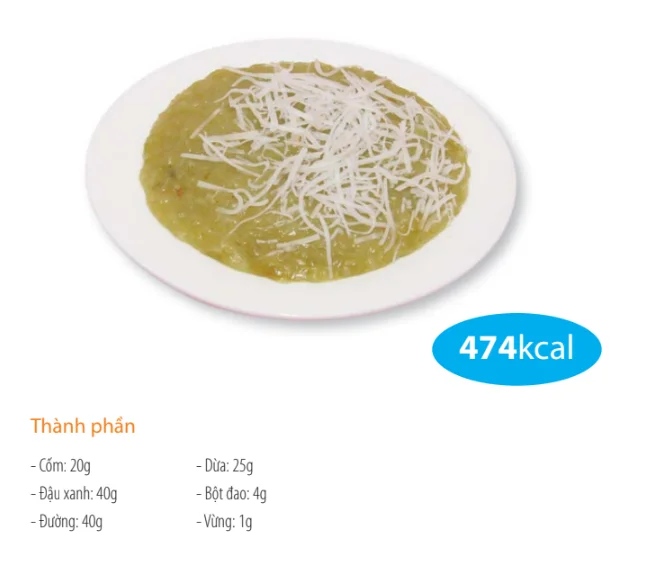 474kcal
Thành phần
- Cốm: 20g
- Đậu xanh: 40g
- Đường: 40g
- Dừa: 25g
- Bột đao: 4g
- Vừng: 1g